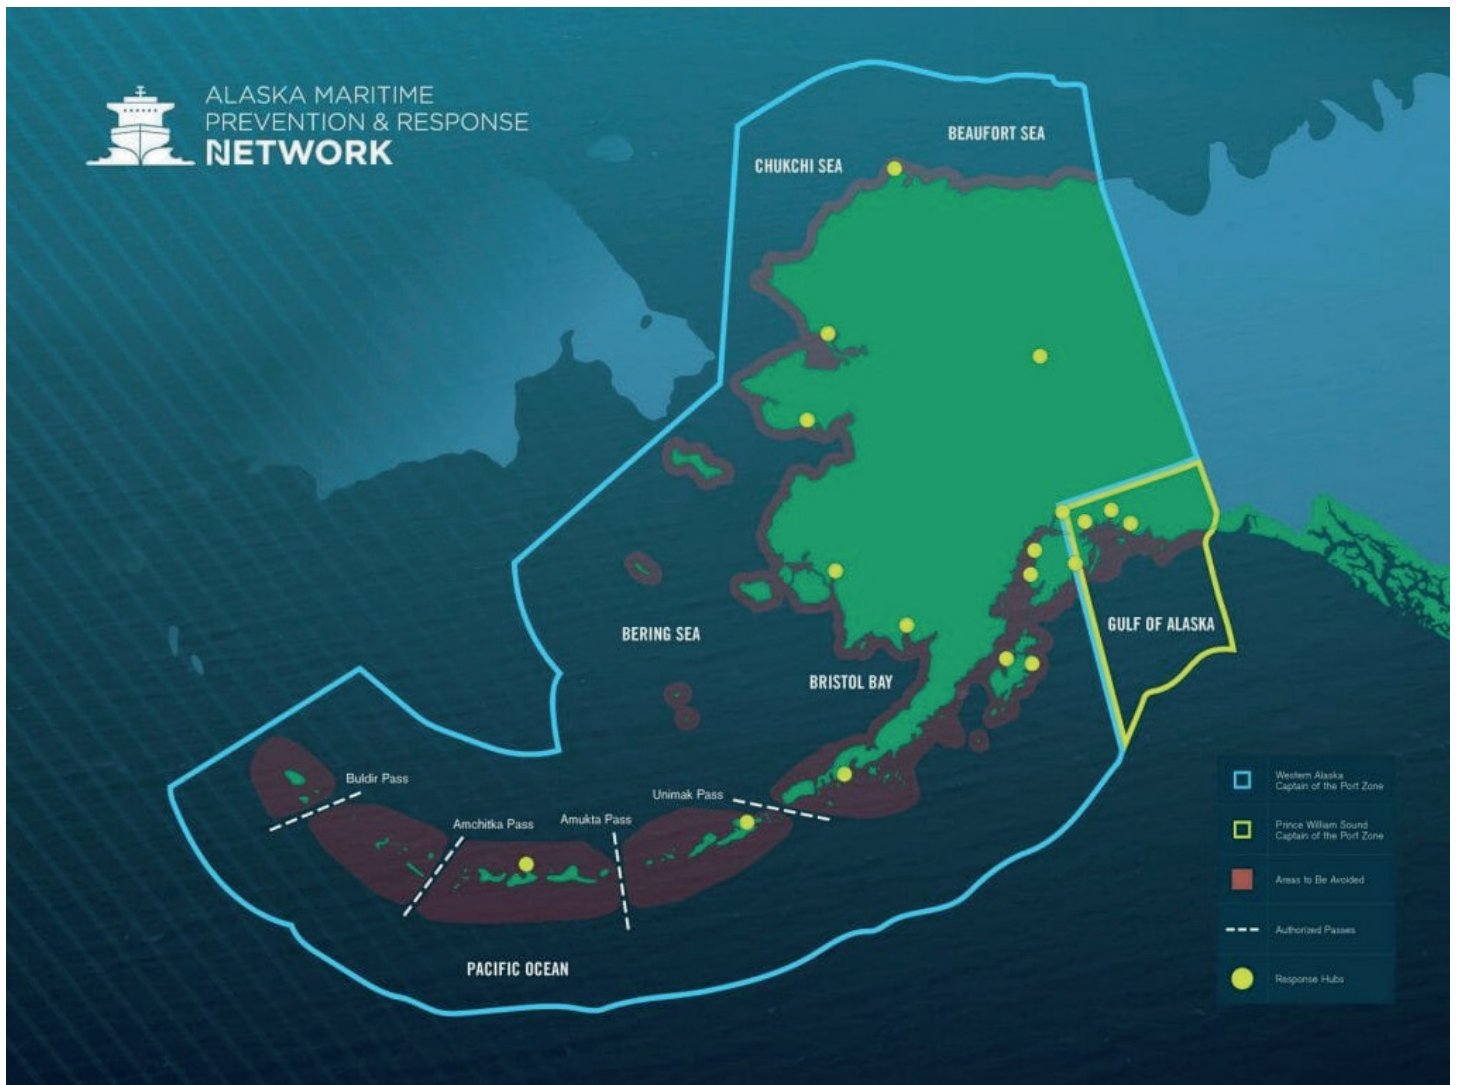 ALASKA MARITIME
PREVENTION & RESPONSE
NETWORK
BEAUFORT SEA
CHUKCHI SEA
BERING SEA
GULF OF ALASKA
BRISTOL BAY
Buldir Pass
Unimak Pass
Amchitka Pass
Amukta Pass
PACIFIC OCEAN
Western Alaska
Captain of the Port Zone
Prince William Sound
Captain of the Port Zone
Areas to Be Avoided
Authorized Passes
Response Hubs